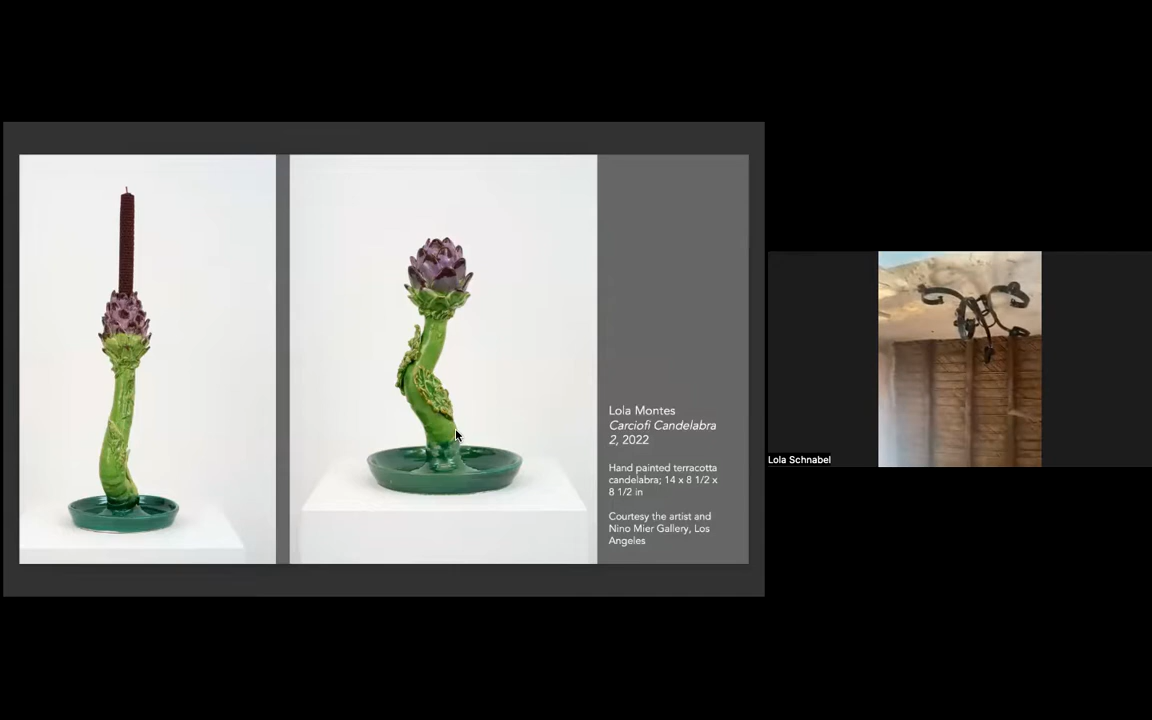 Lola Montes
Carciofi Candelabra
2, 2022
Hand painted terracotta
candelabra; 14 x 8 1/2 x
8 1/2 in
Courtesy the artist and
Nino Mier Gallery, Los
Angeles
Lola Schnabel